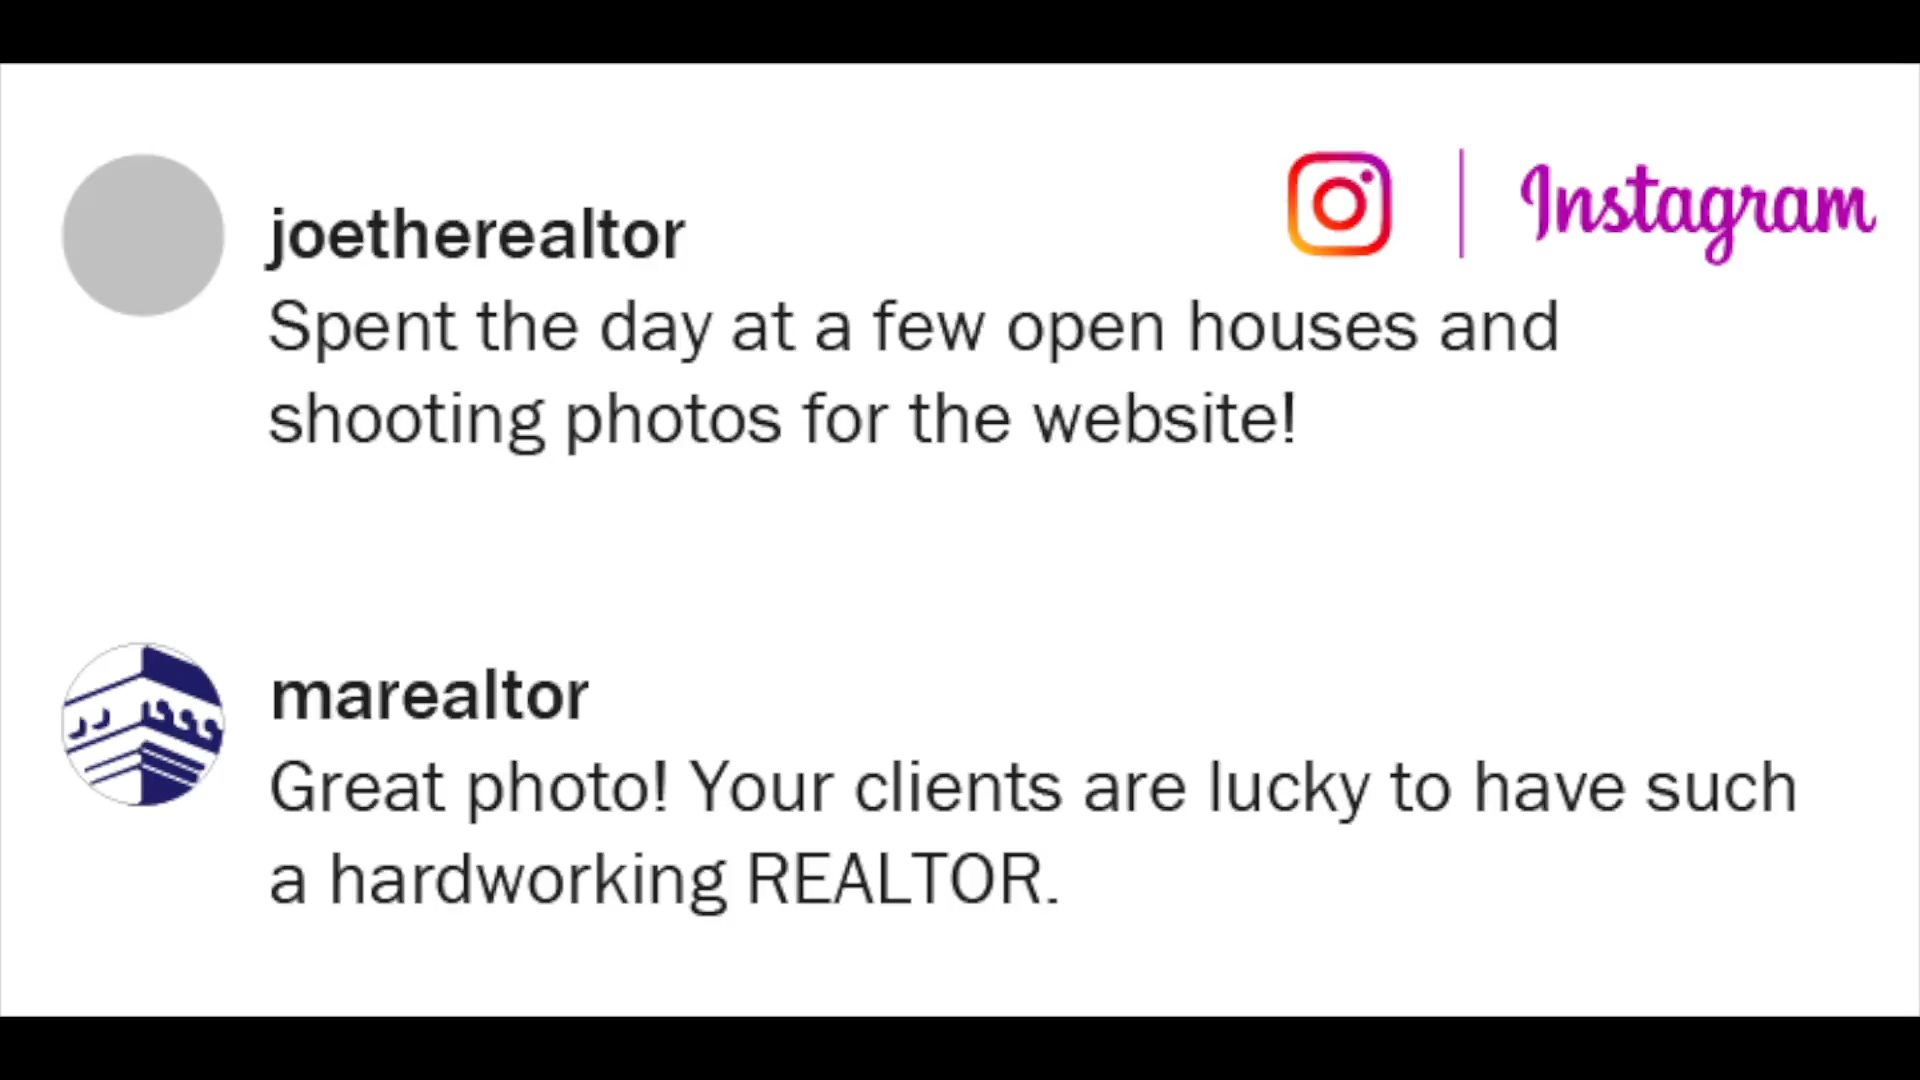 Instagram
joetherealtor
Spent the day at a few open houses and
shooting photos for the website!
marealtor
Great photo! Your clients are lucky to have such
a hardworking REALTOR.